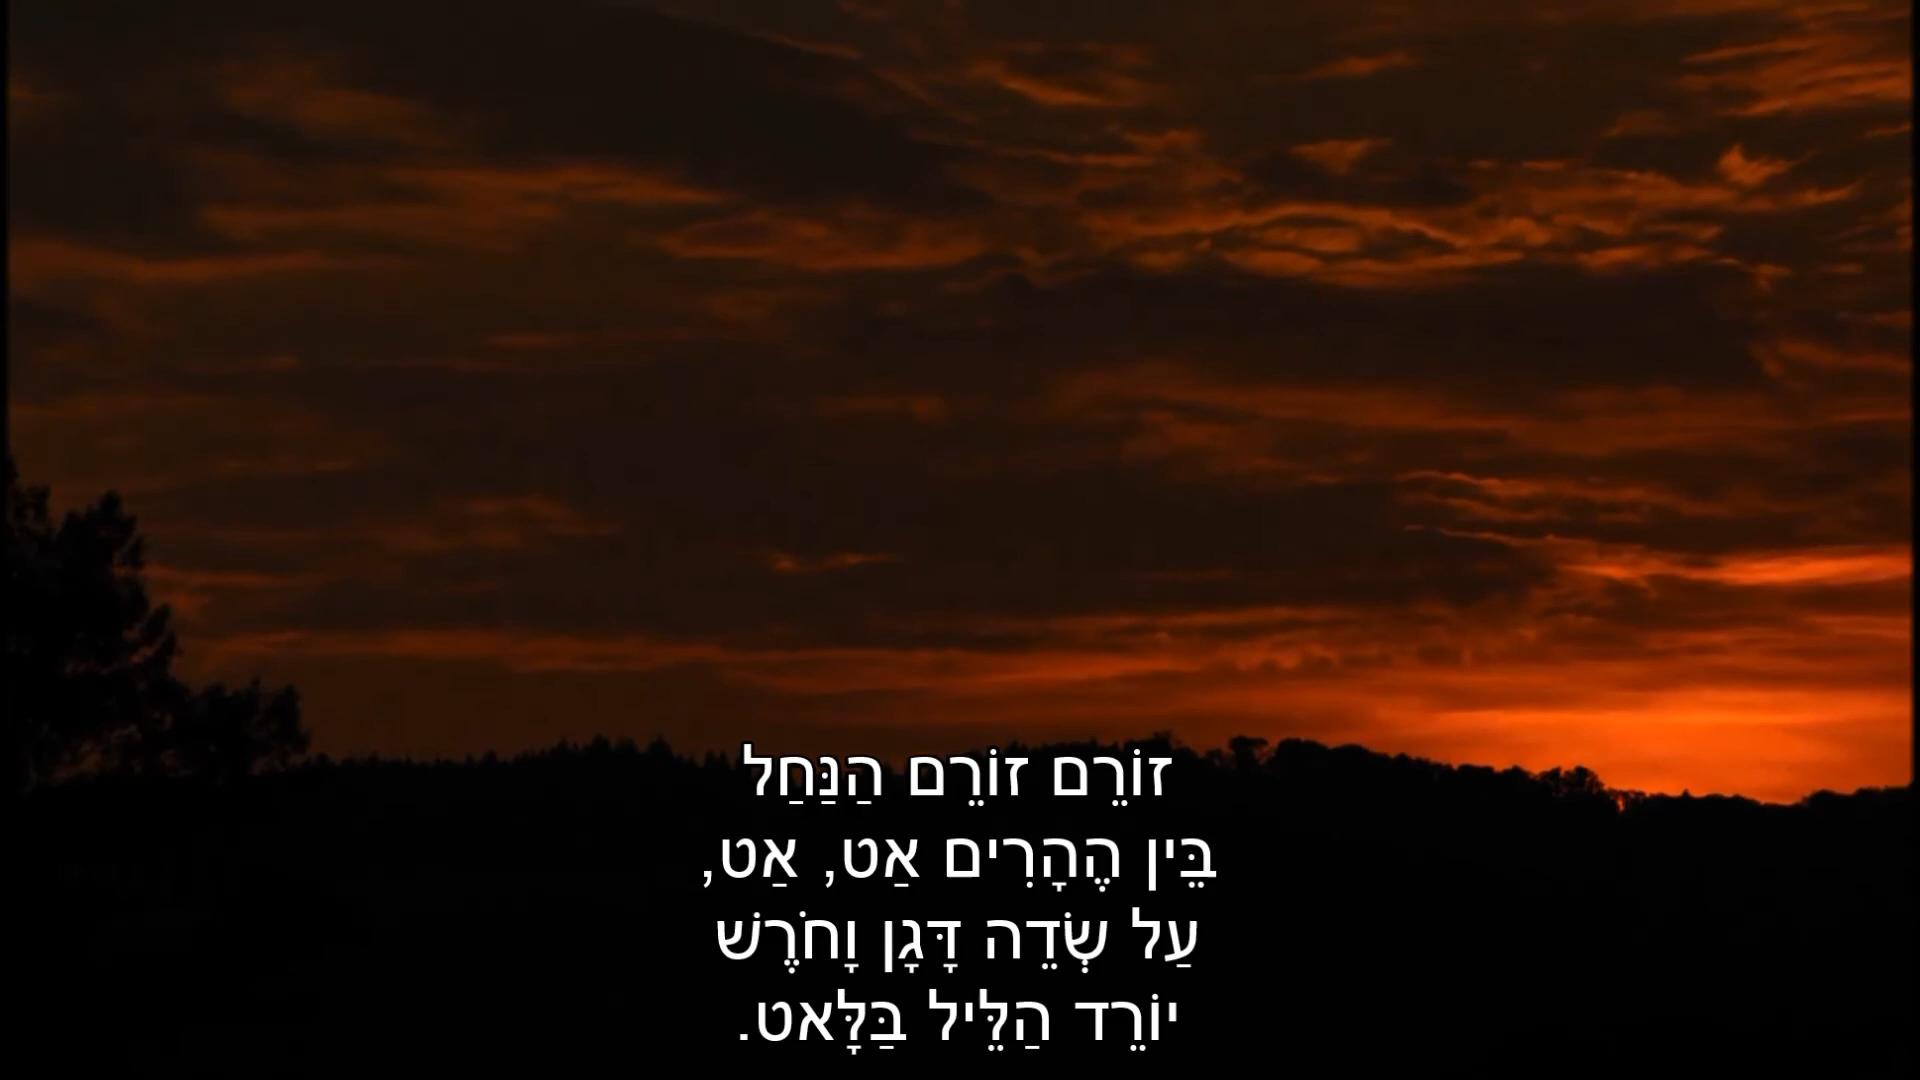 זוֹרֵם זוֹרֵם הַנַּחַל
בֵּין הֶהָרִים אַט, אַט,
עַל שְׂדֵה דָּגָן וָחֹרֶשׁ
יוֹרֵד הַלֵּיל בַּלָּאט.